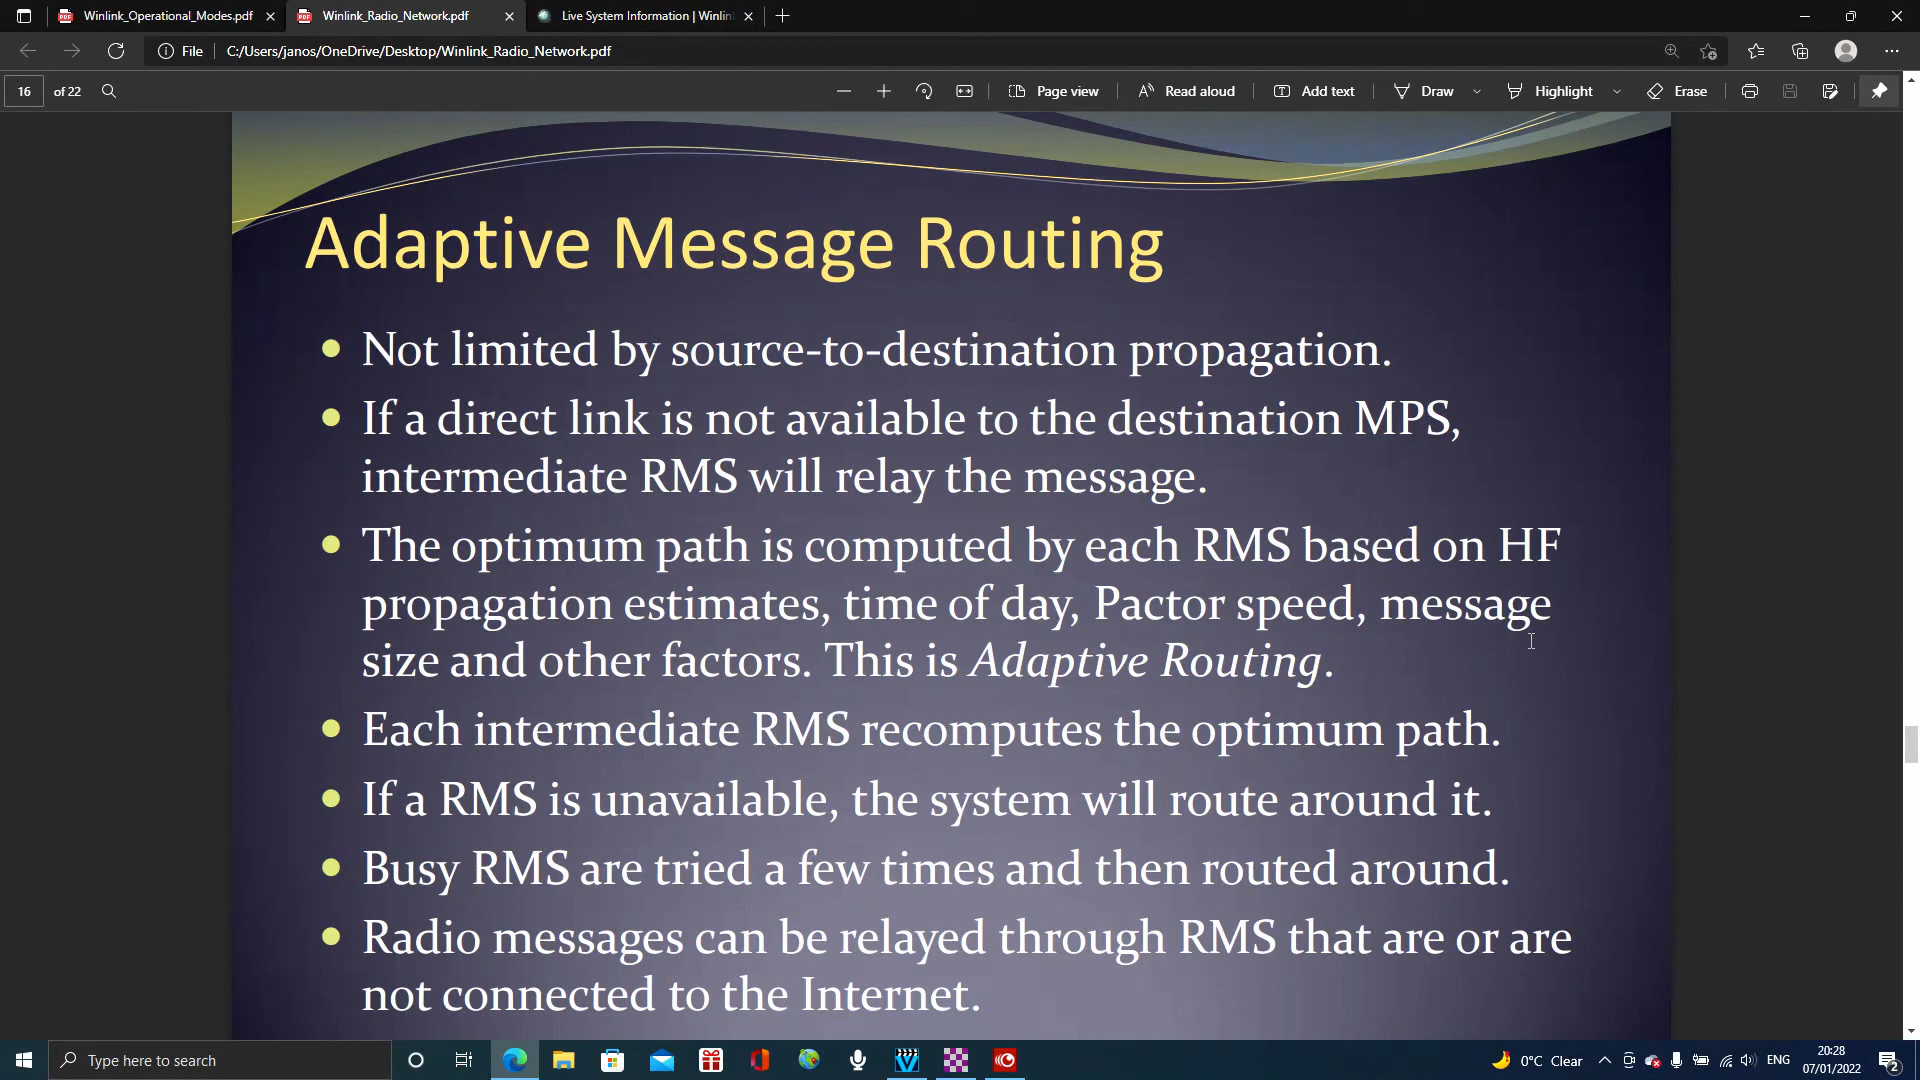 Winlink_Operational_Modes.pdf
Winlink_Radio_Network.pdf
Live System Information | Winlin
File
C:/Users/janos/OneDrive/Desktop/Winlink_Radio_Network.pdf
16 of 22
Page view
Read aloud
Add text
Draw
Highlight
Erase
Adaptive Message Routing
• Not limited by source-to-destination propagation.
• If a direct link is not available to the destination MPS,
intermediate RMS will relay the message.
• The optimum path is computed by each RMS based on HF
propagation estimates, time of day, Pactor speed, message
size and other factors. This is Adaptive Routing.
• Each intermediate RMS recomputes the optimum path.
• If a RMS is unavailable, the system will route around it.
• Busy RMS are tried a few times and then routed around.
• Radio messages can be relayed through RMS that are or are
not connected to the Internet.
Type here to search
0°C Clear
ENG
20:28
07/01/2022
2